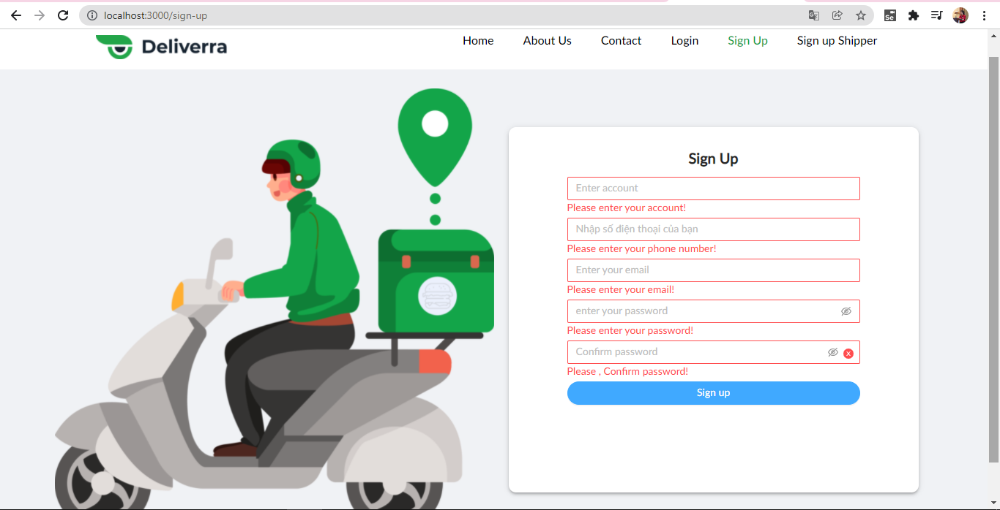 localhost:3000/sign-up
Se
Deliverra
Home About Us Contact Login Sign Up Sign up Shipper
Sign Up
Enter account
Please enter your account!
Nhập số điện thoại của bạn
Please enter your phone number!
Enter your email
Please enter your email!
enter your password
Please enter your password!
Confirm password
Please , Confirm password!
Sign up